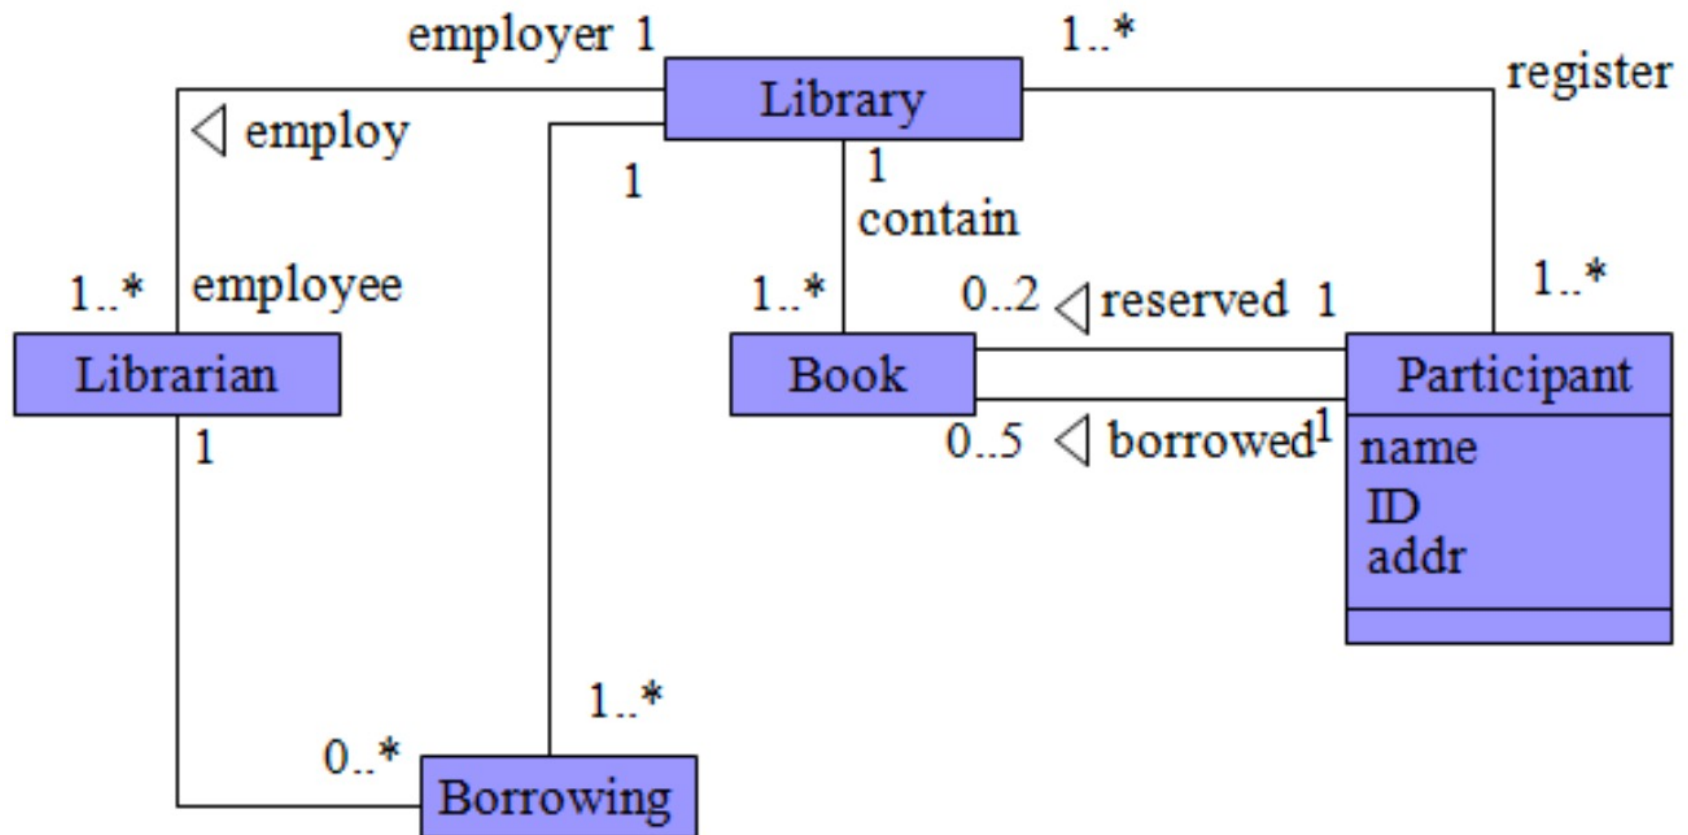 employer 1
1..*
Library
register
employ
1
1
contain
1..*
employee
1..*
0..2
reserved 1
1..*
Librarian
Book
Participant
1
0..5
borrowed
1
name
ID
addr
1..*
0..*
Borrowing